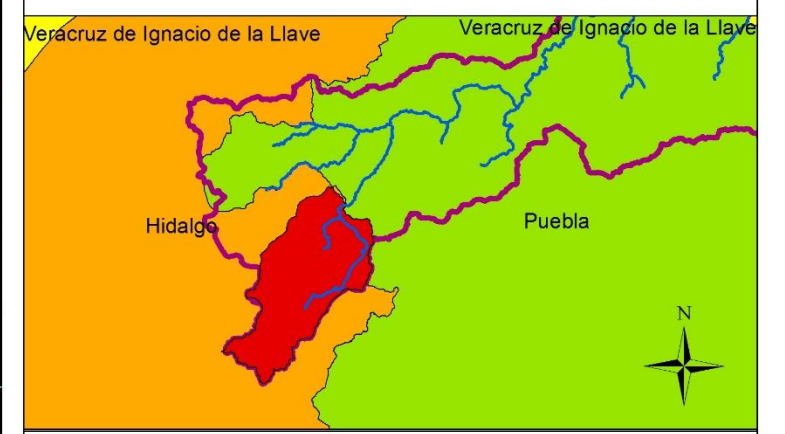 Veracruz de Ignacio de la Llave
Veracruz de Ignacio de la Llave
Hidalgo
Puebla
N